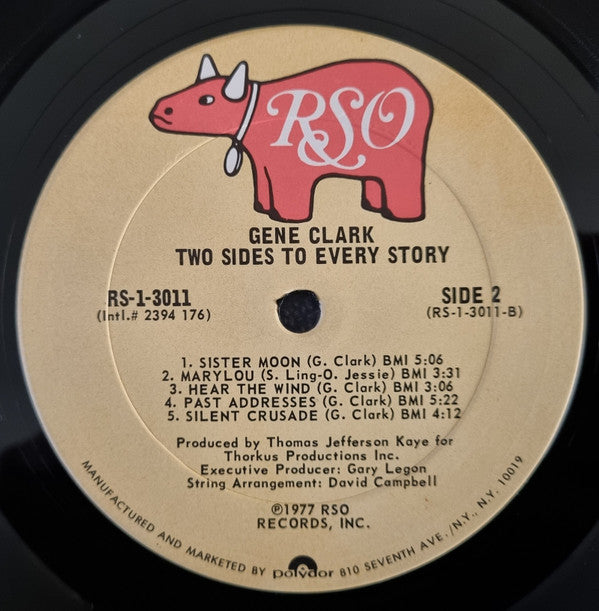 RSO
GENE CLARK
TWO SIDES TO EVERY STORY
RS-1-3011
(Intl.# 2394 176)
SIDE 2
(RS-1-3011-B)
1. SISTER MOON (G. Clark) BMI 5:06
2. MARYLOU (S. Ling-O. Jessie) BMI 3:31
3. HEAR THE WIND (G. Clark) BMI 3:06
4. PAST ADDRESSES (G. Clark) BMI 5:22
5. SILENT CRUSADE (G. Clark) BMI 4:12
Produced by Thomas Jefferson Kaye for
Thorkus Productions Inc.
Executive Producer: Gary Legon
String Arrangement: David Campbell
℗1977 RSO
RECORDS, INC.
MANUFACTURED AND MARKETED BY polydor 810 SEVENTH AVE./N.Y., N.Y. 10019